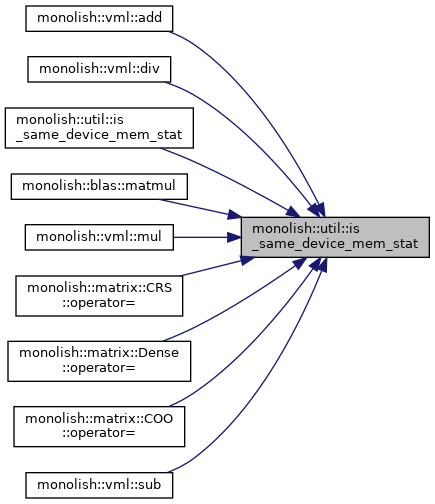 monolish::vml::add
monolish::vml::div
monolish::util::is
_same_device_mem_stat
monolish::blas::matmul
monolish::vml::mul
monolish::util::is
_same_device_mem_stat
monolish::matrix::CRS
::operator=
monolish::matrix::Dense
::operator=
monolish::matrix::COO
::operator=
monolish::vml::sub